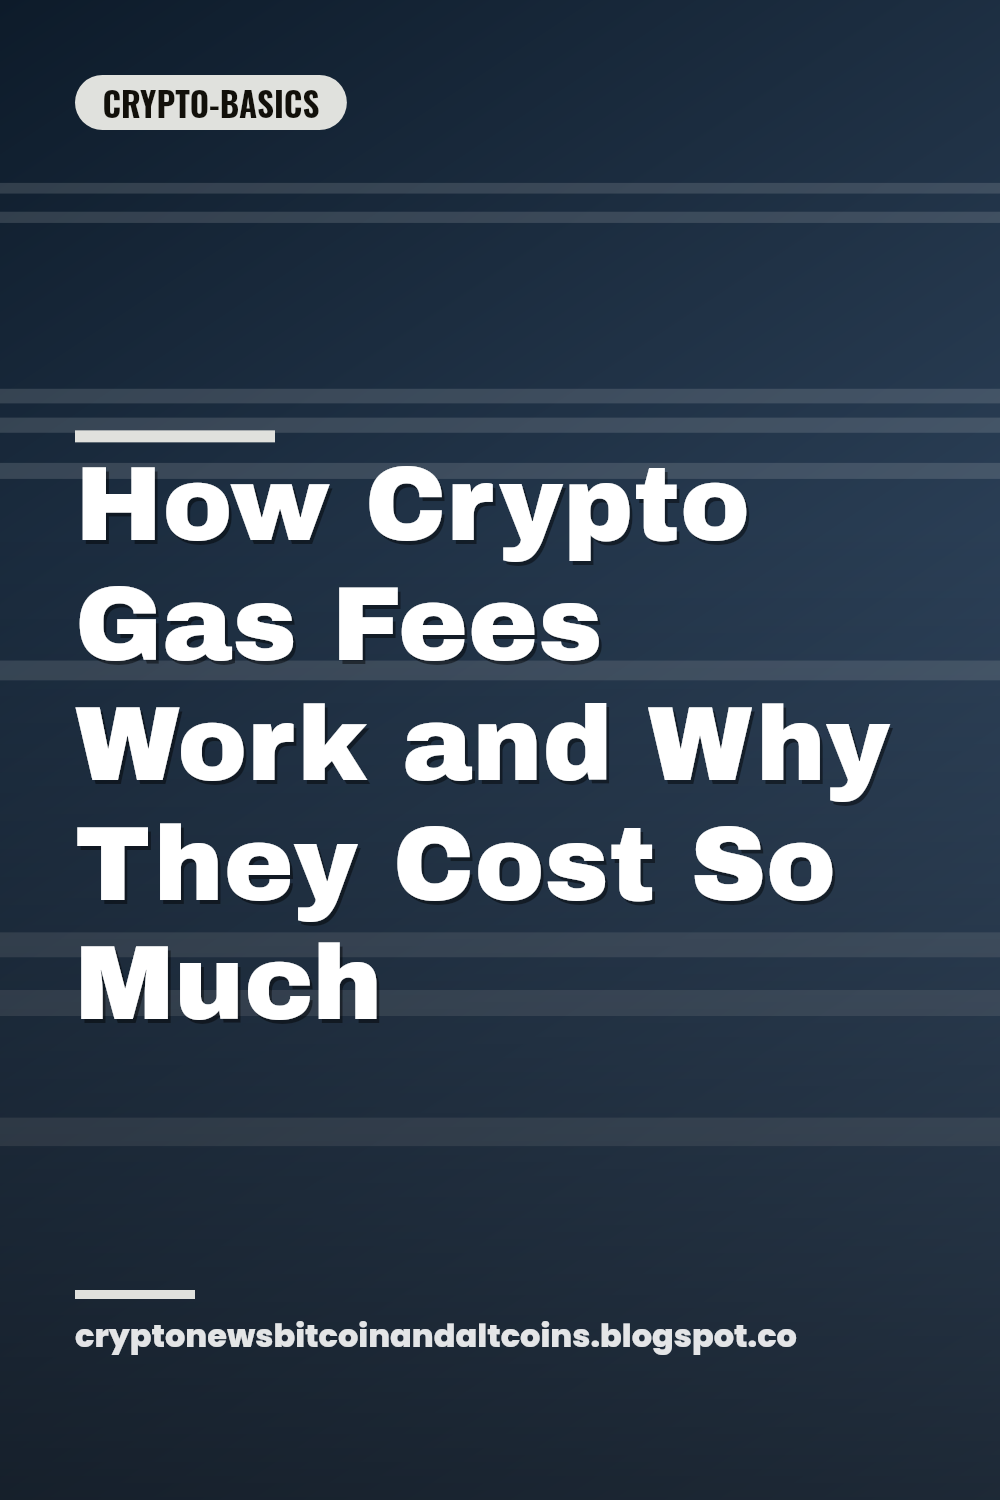 CRYPTO-BASICS
How Crypto
Gas Fees
Work and Why
They Cost So
Much
cryptonewsbitcoinandaltcoins.blogspot.co